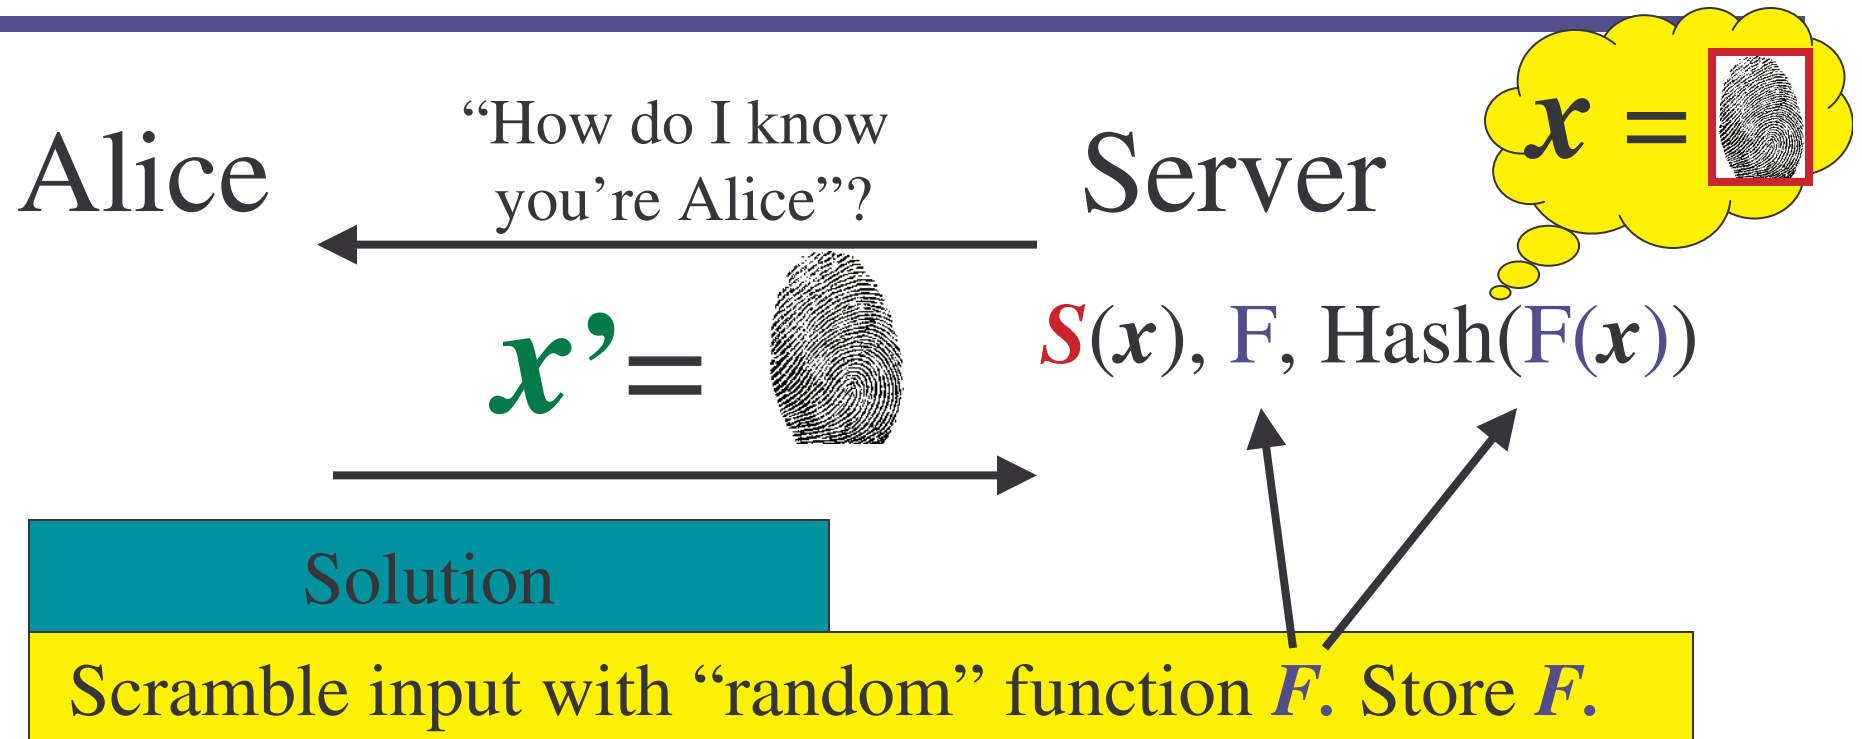 “How do I know
you’re Alice”?
Alice
Server
x =
x’=
S(x), F, Hash(F(x))
Solution
Scramble input with “random” function F. Store F.